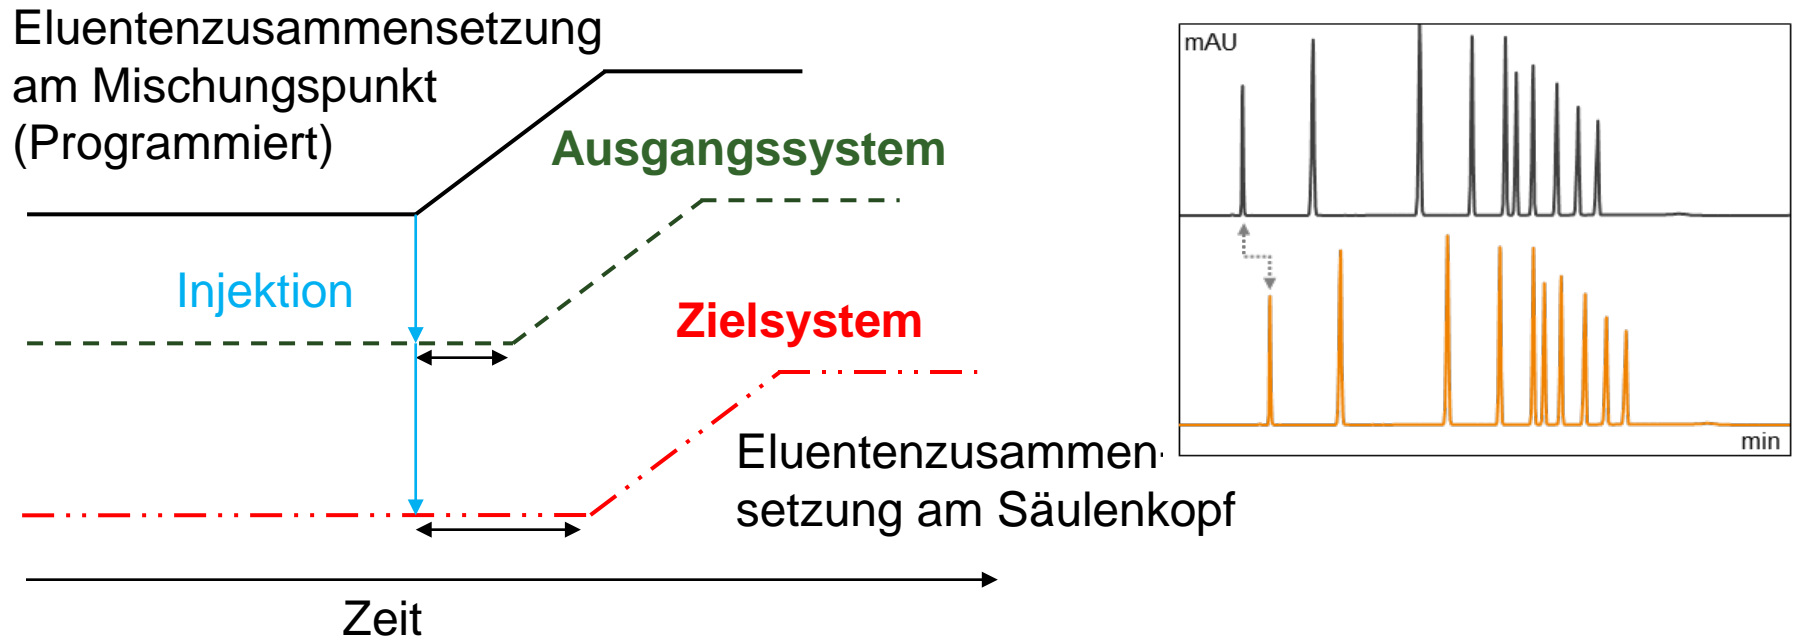 Eluentenzusammensetzung
am Mischungspunkt
(Programmiert)
Ausgangssystem
Injektion
Zielsystem
Eluentenzusammen-
setzung am Säulenkopf
Zeit
mAU
min